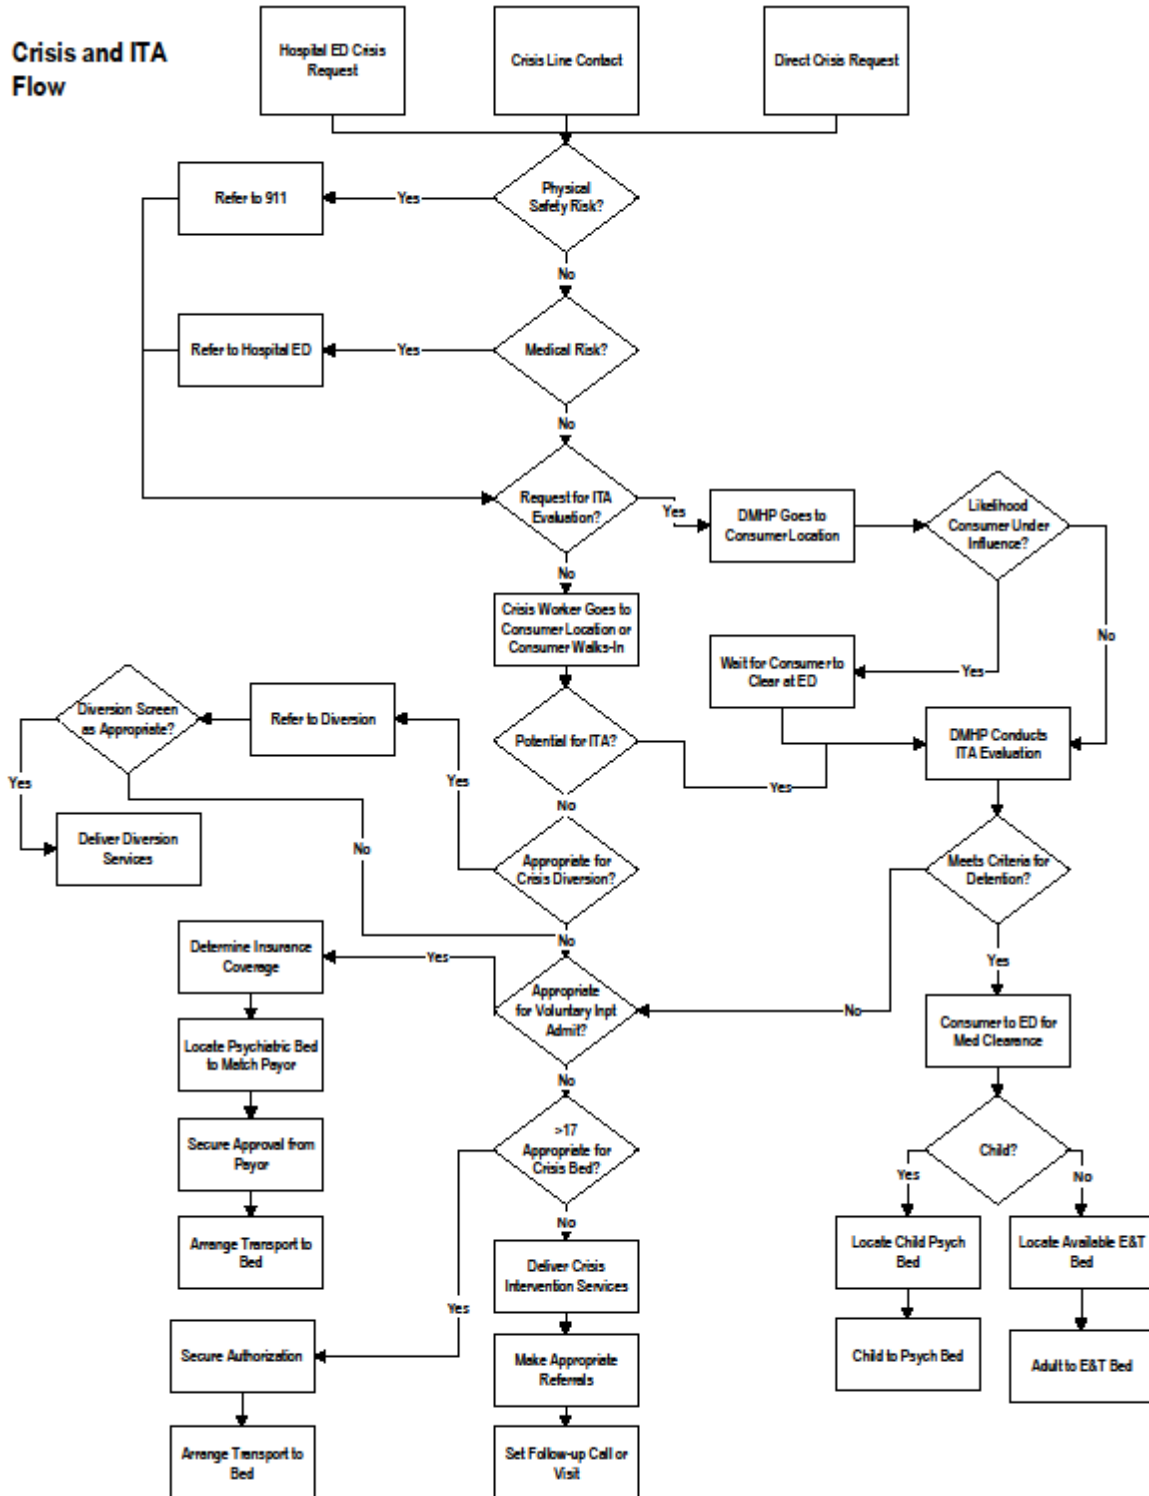 Crisis and ITA
Flow
Hospital ED Crisis
Request
Crisis Line Contact
Direct Crisis Request
Physical
Safety Risk?
Yes
Refer to 911
No
Medical Risk?
Yes
Refer to Hospital ED
No
Request for ITA
Evaluation?
Yes
DMHP Goes to
Consumer Location
Likelihood
Consumer Under
Influence?
No
Crisis Worker Goes to
Consumer Location or
Consumer Walks-In
Yes
No
Wait for Consumer to
Clear at ED
Diversion Screen
as Appropriate?
Refer to Diversion
Potential for ITA?
DMHP Conducts
ITA Evaluation
Yes
Yes
Yes
No
Deliver Diversion
Services
No
Appropriate for
Crisis Diversion?
Meets Criteria for
Detention?
No
Determine Insurance
Coverage
Yes
Appropriate
for Voluntary Inpt
Admit?
No
Yes
Consumer to ED for
Med Clearance
Locate Psychiatric Bed
to Match Payor
No
Secure Approval from
Payor
>17
Appropriate for
Crisis Bed?
Child?
Yes
No
Arrange Transport to
Bed
No
Locate Child Psych
Bed
Locate Available E&T
Bed
Deliver Crisis
Intervention Services
Yes
Secure Authorization
Make Appropriate
Referrals
Child to Psych Bed
Adult to E&T Bed
Arrange Transport to
Bed
Set Follow-up Call or
Visit